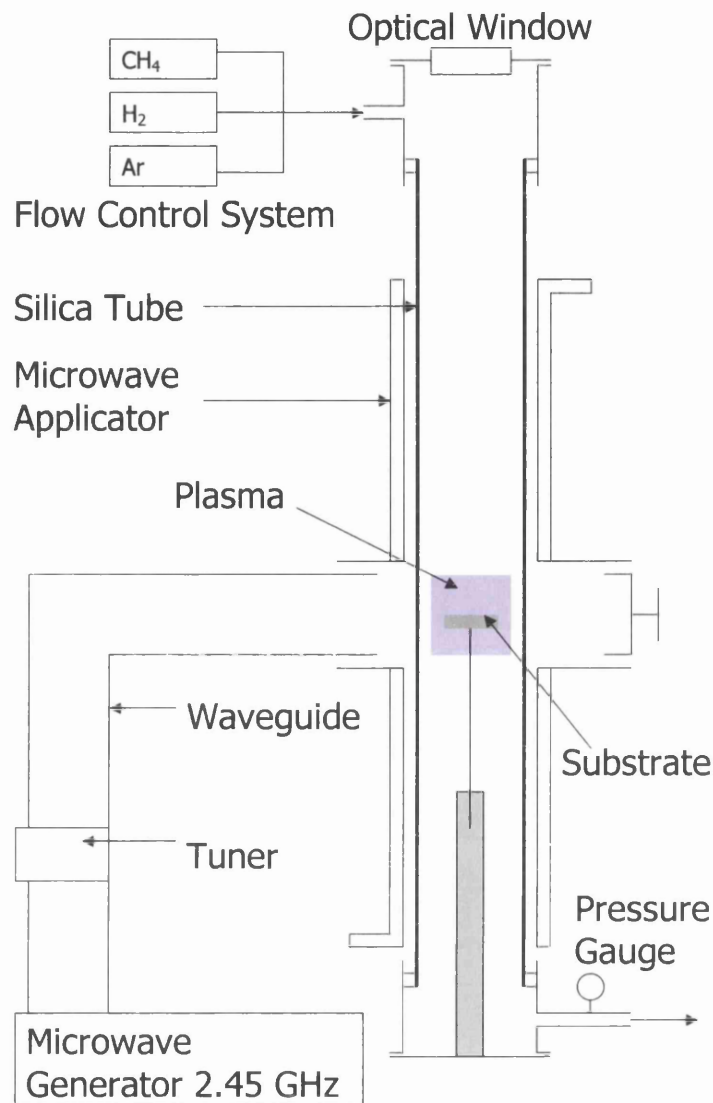 Optical Window
CH₄
H₂
Ar
Flow Control System
Silica Tube
Microwave
Applicator
Plasma
Waveguide
Substrate
Tuner
Pressure
Gauge
Microwave
Generator 2.45 GHz